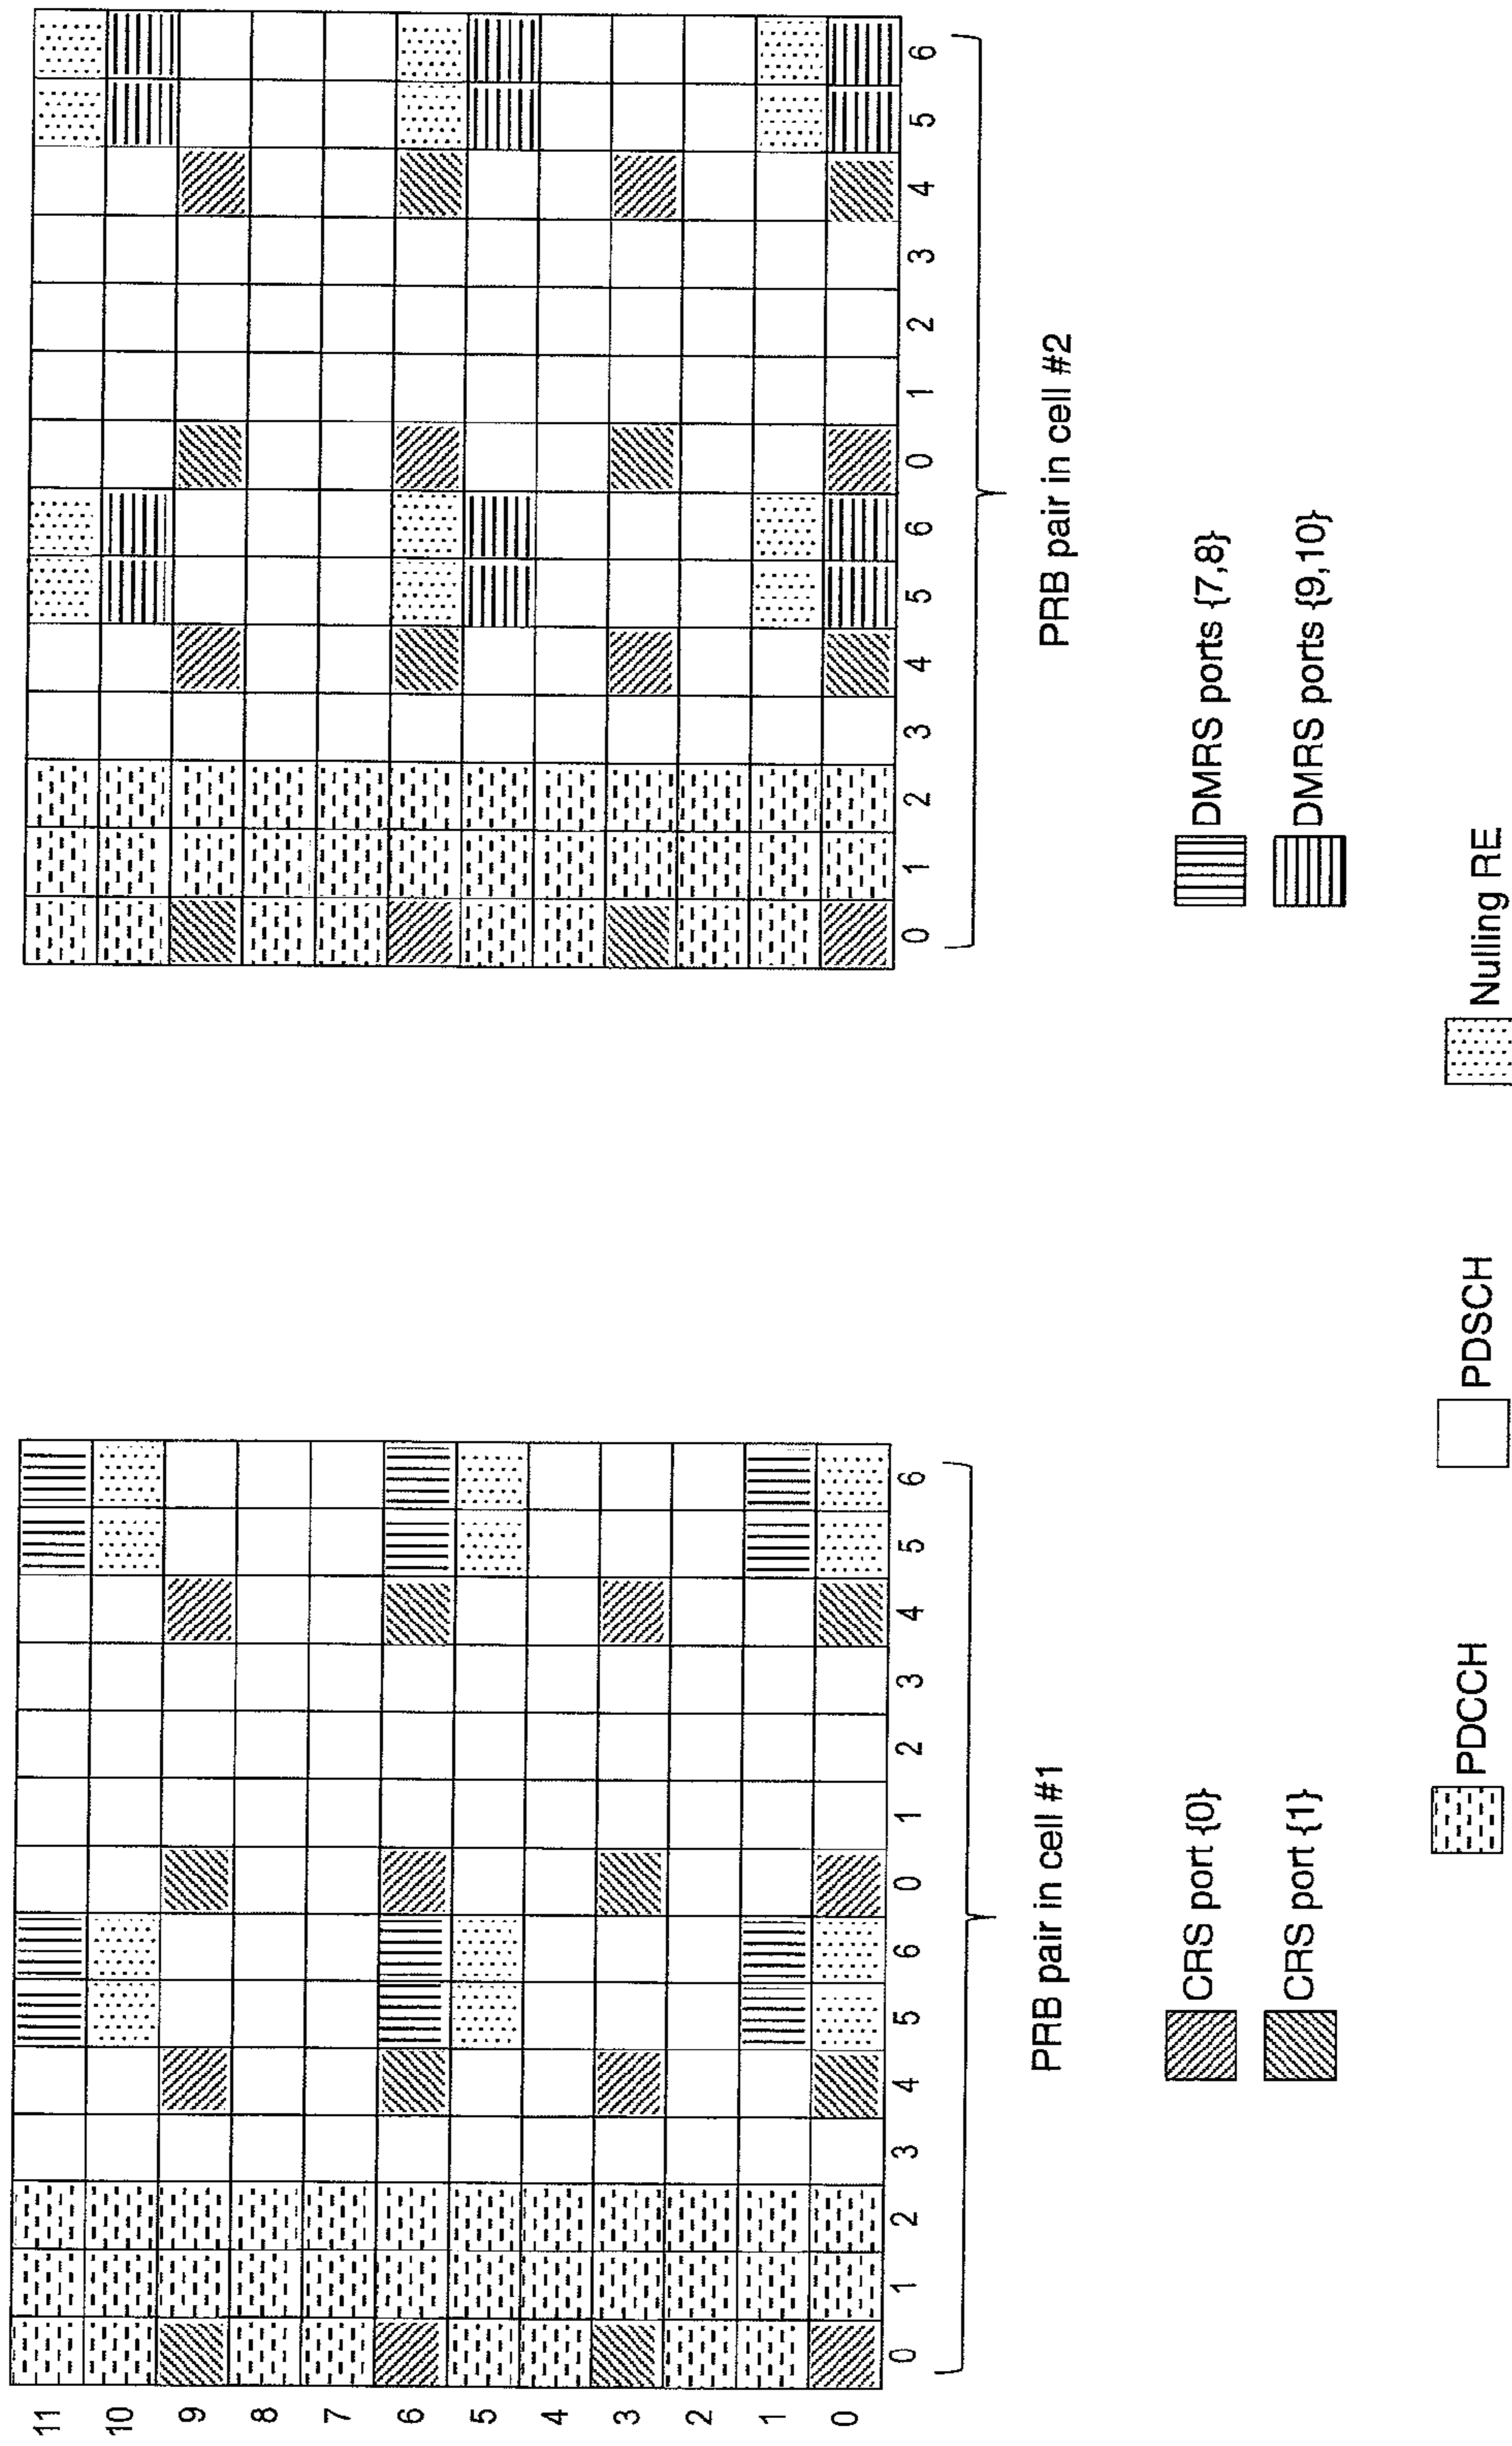 11
10
9
8
7
6
5
4
3
2
1
0
0 1 2 3 4 5 6 0 1 2 3 4 5 6
0 1 2 3 4 5 6 0 1 2 3 4 5 6
PRB pair in cell #1
PRB pair in cell #2
CRS port {0}
DMRS ports {7,8}
CRS port {1}
DMRS ports {9,10}
PDCCH
PDSCH
Nulling RE